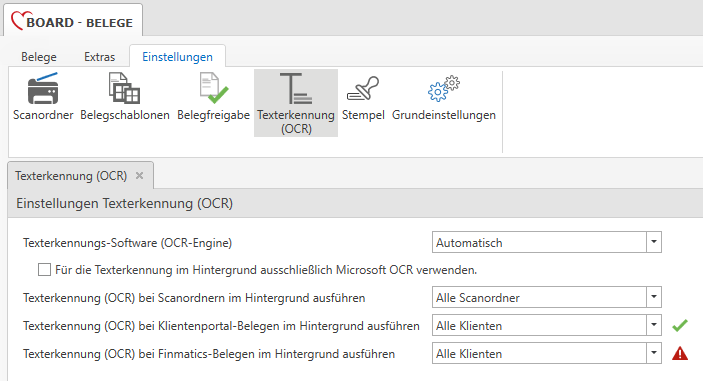 BOARD - BELEGE
Belege Extras Einstellungen
Scanordner Belegschablonen Belegfreigabe Texterkennung (OCR) Stempel Grundeinstellungen
Texterkennung (OCR) ×
Einstellungen Texterkennung (OCR)
Texterkennungs-Software (OCR-Engine) Automatisch
Für die Texterkennung im Hintergrund ausschließlich Microsoft OCR verwenden.
Texterkennung (OCR) bei Scanordnern im Hintergrund ausführen Alle Scanordner
Texterkennung (OCR) bei Klientenportal-Belegen im Hintergrund ausführen Alle Klienten
Texterkennung (OCR) bei Finmatics-Belegen im Hintergrund ausführen Alle Klienten